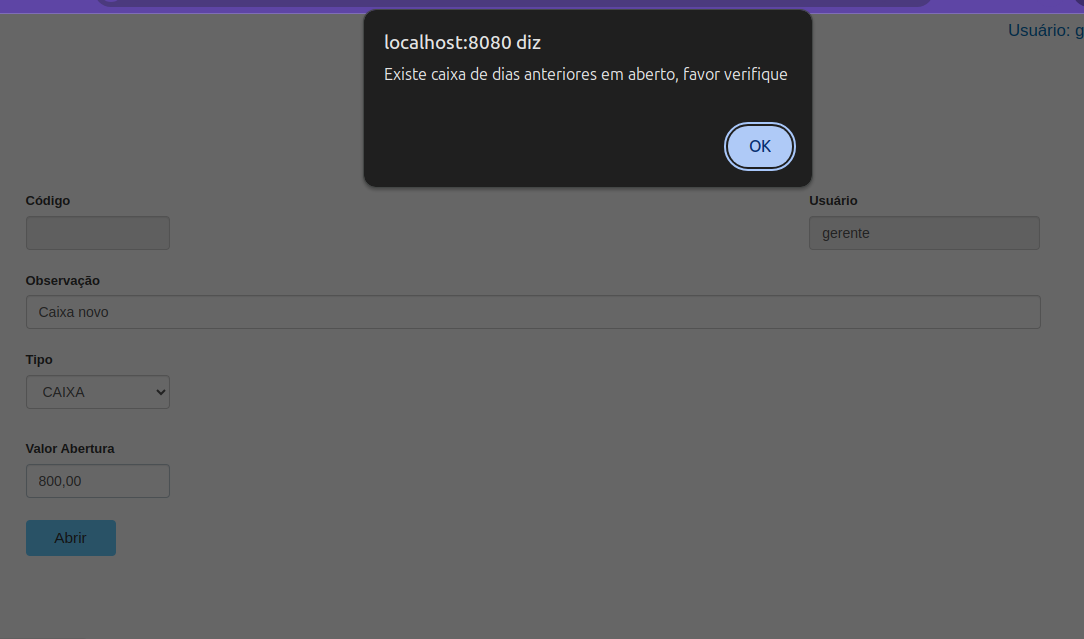 localhost:8080 diz
Usuário: g
Existe caixa de dias anteriores em aberto, favor verifique
OK
Código
Usuário
gerente
Observação
Caixa novo
Tipo
CAIXA
Valor Abertura
800,00
Abrir